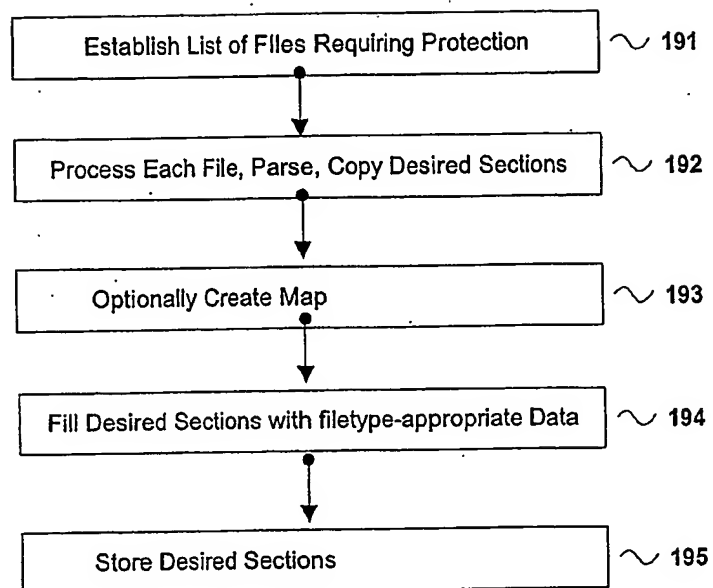 Establish List of Files Requiring Protection 191
Process Each File, Parse, Copy Desired Sections 192
Optionally Create Map 193
Fill Desired Sections with filetype-appropriate Data 194
Store Desired Sections 195